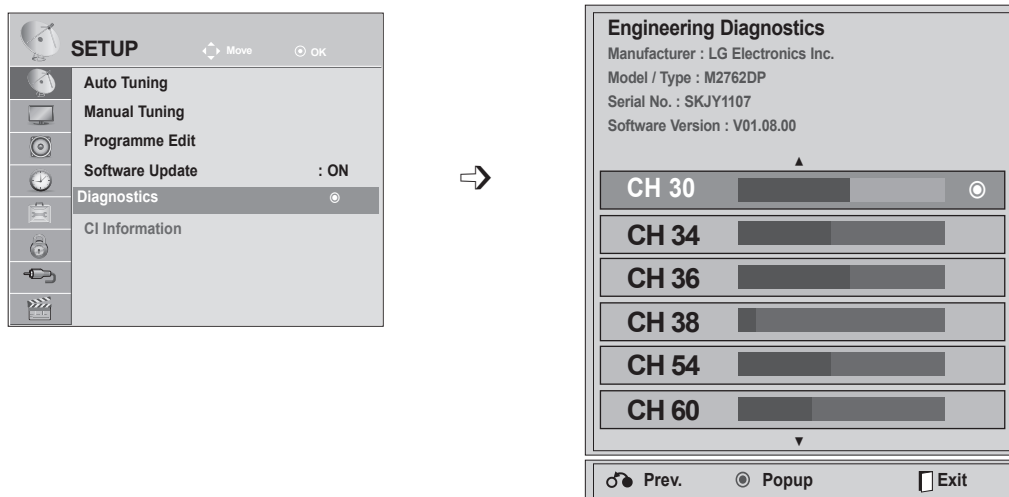 SETUP
Move
OK
Auto Tuning
Manual Tuning
Programme Edit
Software Update : ON
Diagnostics
CI Information
Engineering Diagnostics
Manufacturer : LG Electronics Inc.
Model / Type : M2762DP
Serial No. : SKJY1107
Software Version : V01.08.00
CH 30
CH 34
CH 36
CH 38
CH 54
CH 60
Prev.
Popup
Exit